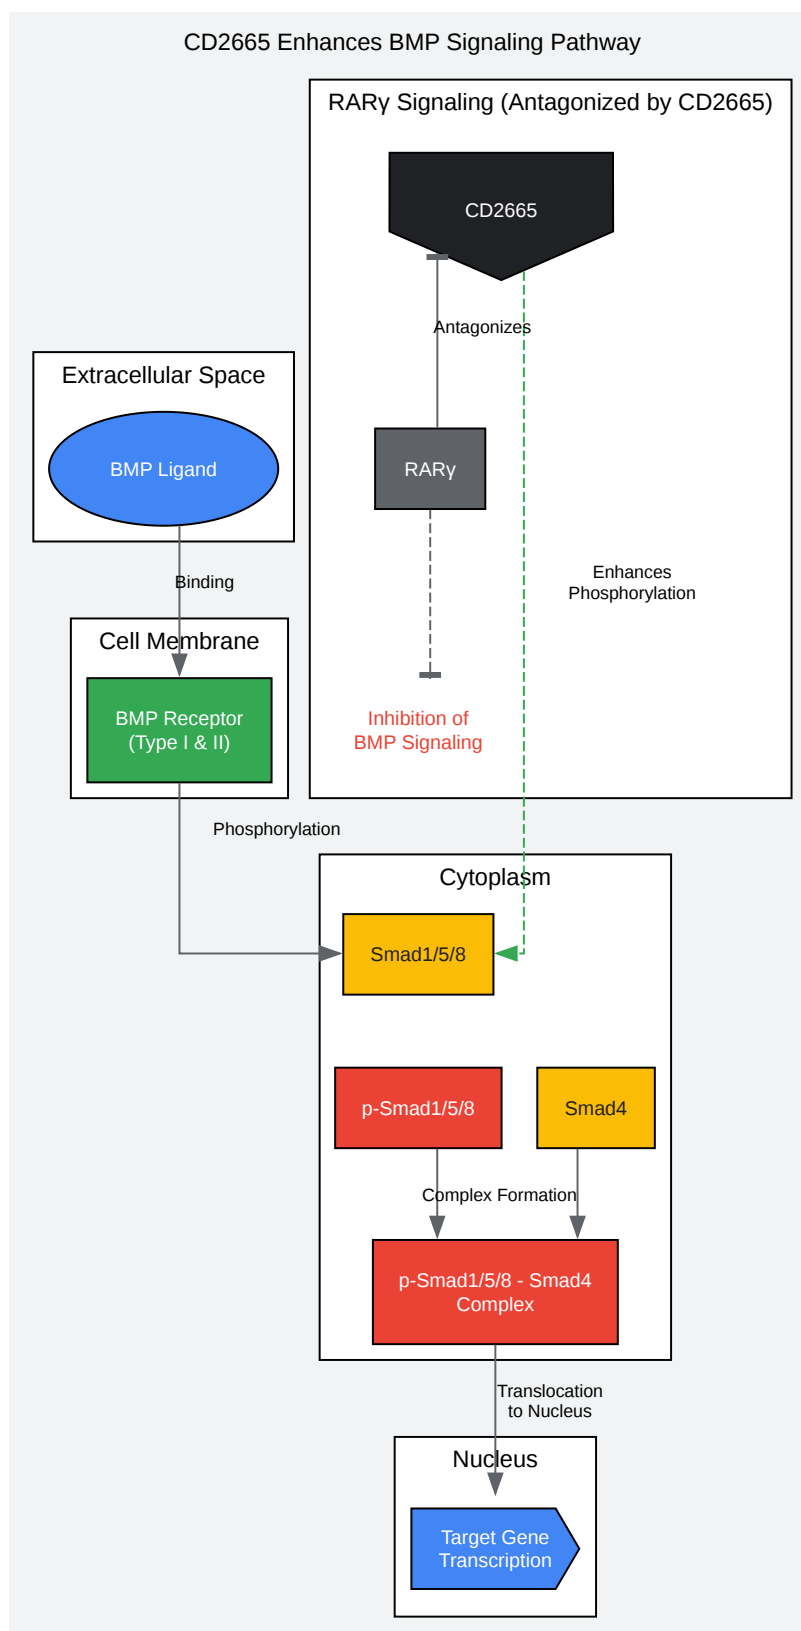 CD2665 Enhances BMP Signaling Pathway
RARγ Signaling (Antagonized by CD2665)
CD2665
Antagonizes
Extracellular Space
BMP Ligand
RARγ
Binding
Enhances
Phosphorylation
Cell Membrane
BMP Receptor
(Type I & II)
Inhibition of
BMP Signaling
Phosphorylation
Cytoplasm
Smad1/5/8
p-Smad1/5/8
Smad4
Complex Formation
p-Smad1/5/8 - Smad4
Complex
Translocation
to Nucleus
Nucleus
Target Gene
Transcription